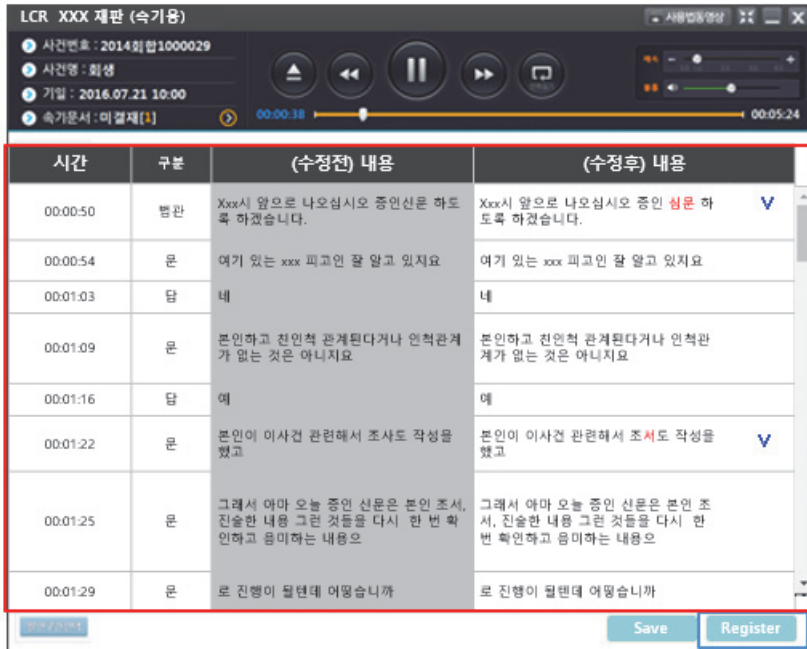 LCR XXX 재판 (속기용)
사용법동영상
사건번호 : 2014회합1000029
사건명 : 회생
기일 : 2016.07.21 10:00
속기문서 : 미결재[1]
00:00:38
00:05:24
시간 구분 (수정전) 내용 (수정후) 내용
00:00:50 법관
Xxx시 앞으로 나오십시오 증인신문 하도
록 하겠습니다.
Xxx시 앞으로 나오십시오 증인 심문 하
도록 하겠습니다.
V
00:00:54 문 여기 있는 xxx 피고인 잘 알고 있지요 여기 있는 xxx 피고인 잘 알고 있지요
00:01:03 답 네 네
00:01:09 문
본인하고 친인척 관계된다거나 인척관계
가 없는 것은 아니지요
본인하고 친인척 관계된다거나 인척관
계가 없는 것은 아니지요
00:01:16 답 예 예
00:01:22 문
본인이 이사건 관련해서 조사도 작성을
했고
본인이 이사건 관련해서 조서도 작성을
했고
V
00:01:25 문
그래서 아마 오늘 증인 신문은 본인 조서,
진술한 내용 그런 것들을 다시 한 번 확
인하고 음미하는 내용으
그래서 아마 오늘 증인 신문은 본인 조
서, 진술한 내용 그런 것들을 다시 한
번 확인하고 음미하는 내용으
00:01:29 문 로 진행이 될텐데 어떻습니까 로 진행이 될텐데 어떻습니까
Save
Register